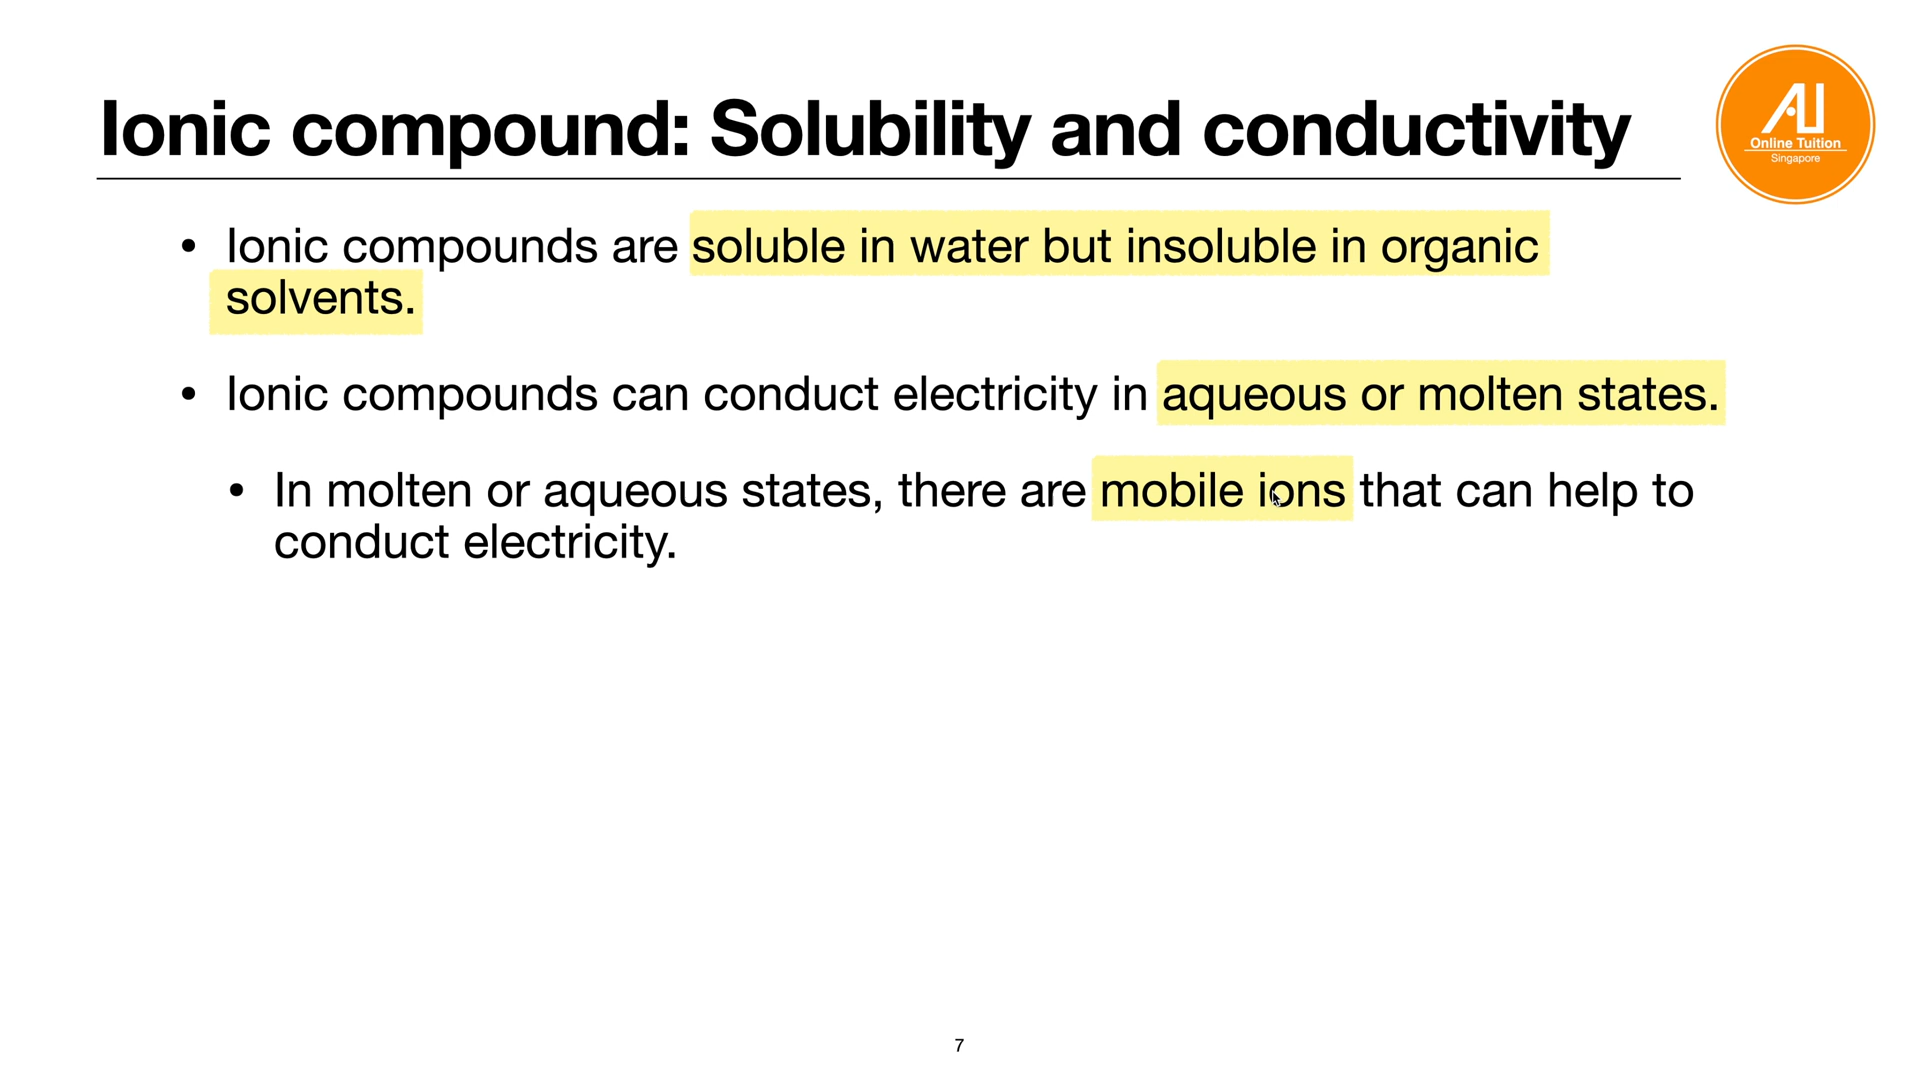 Ionic compound: Solubility and conductivity
AU
Online Tuition
Singapore
• Ionic compounds are soluble in water but insoluble in organic
solvents.
• Ionic compounds can conduct electricity in aqueous or molten states.
• In molten or aqueous states, there are mobile ions that can help to
conduct electricity.
7